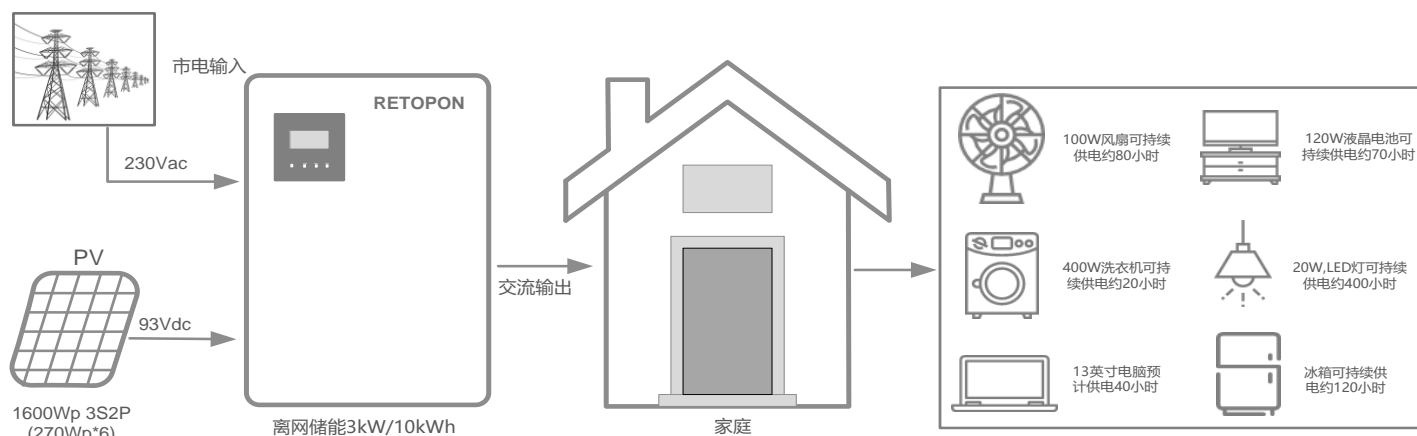 市电输入
RETOPON
230Vac
PV
93Vdc
1600Wp 3S2P
(270Wp*6)
离网储能3kW/10kWh
交流输出
家庭
100W风扇可持续
供电约80小时
120W液晶电池可
持续供电约70小时
400W洗衣机可持
续供电约20小时
20W,LED灯可持续
供电约400小时
13英寸电脑预
计供电40小时
冰箱可持续供
电约120小时